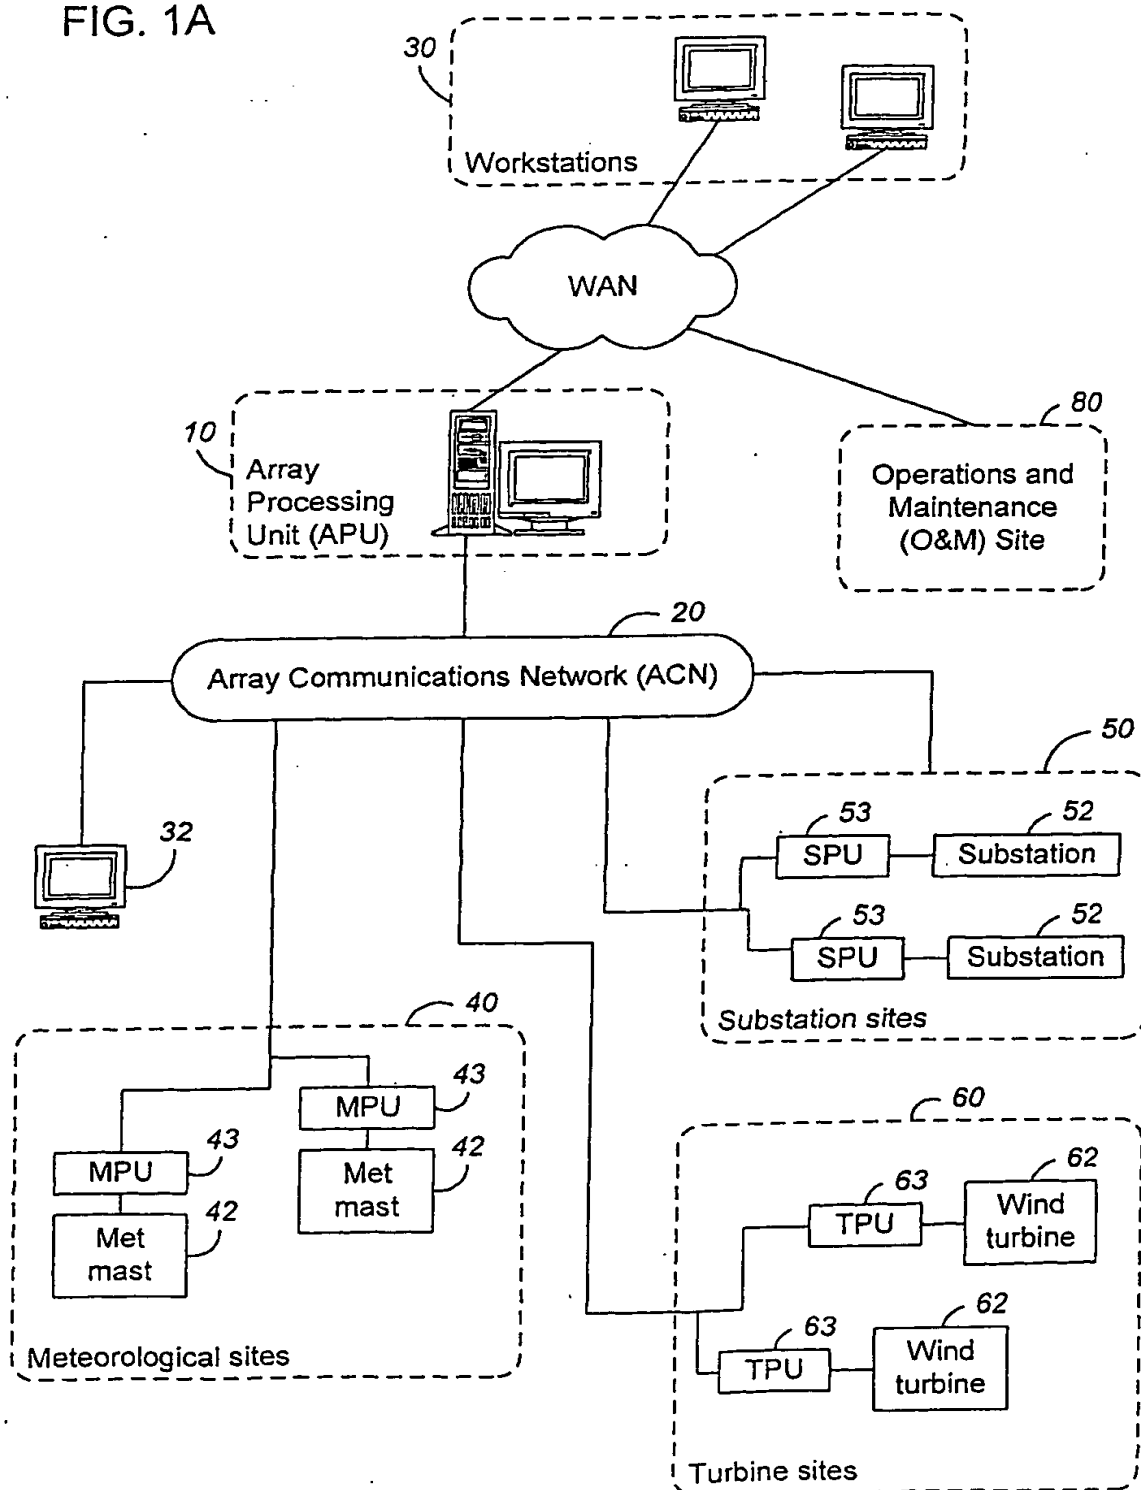 FIG. 1A
30
Workstations
WAN
10
Array
Processing
Unit (APU)
80
Operations and
Maintenance
(O&M) Site
20
Array Communications Network (ACN)
50
32
53
52
SPU
Substation
53
52
SPU
Substation
Substation sites
40
43
MPU
43
MPU
42
Met
mast
42
Met
mast
Meteorological sites
60
63
62
TPU
Wind
turbine
63
62
TPU
Wind
turbine
Turbine sites